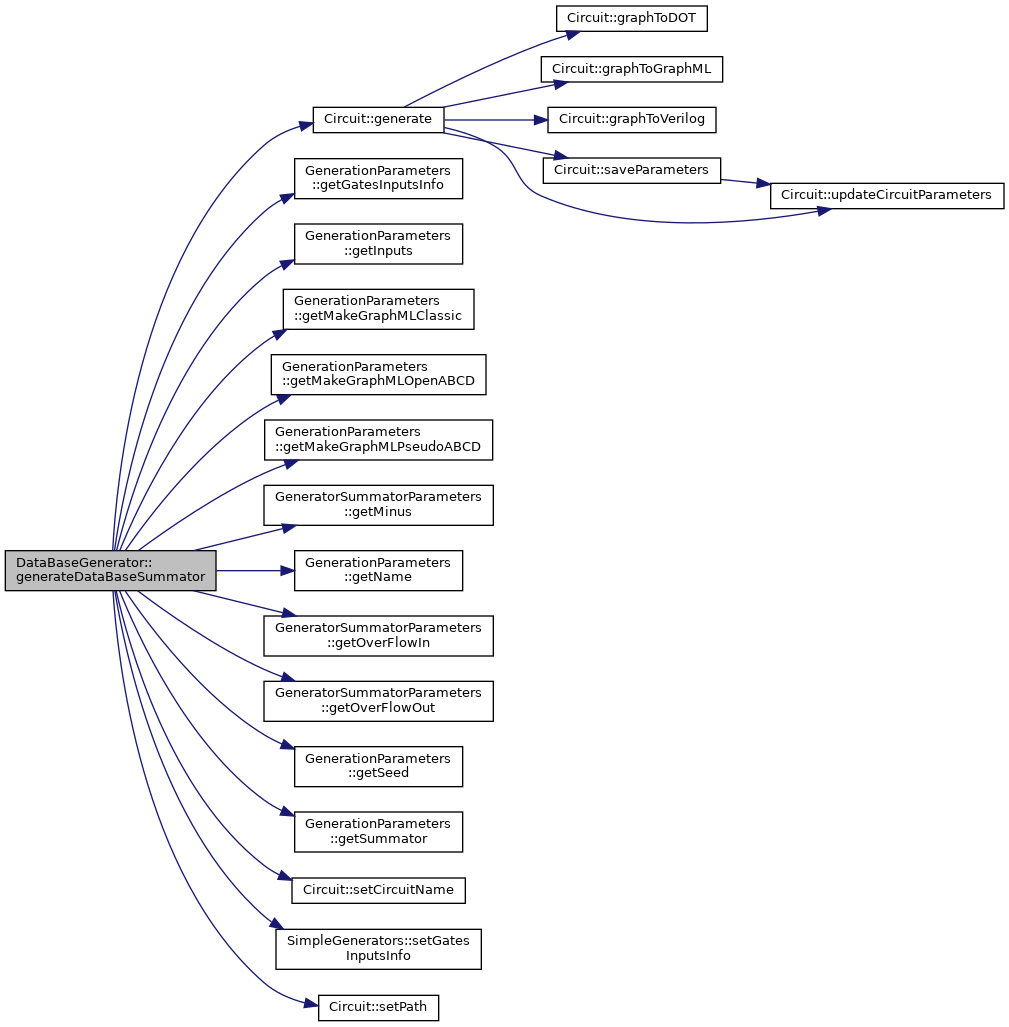 Circuit::graphToDOT
Circuit::graphToGraphML
Circuit::generate
Circuit::graphToVerilog
Circuit::saveParameters
Circuit::updateCircuitParameters
GenerationParameters
::getGatesInputsInfo
GenerationParameters
::getInputs
GenerationParameters
::getMakeGraphMLClassic
GenerationParameters
::getMakeGraphMLOpenABCD
GenerationParameters
::getMakeGraphMLPseudoABCD
GeneratorSummatorParameters
::getMinus
DataBaseGenerator::
generateDataBaseSummator
GenerationParameters
::getName
GeneratorSummatorParameters
::getOverFlowIn
GeneratorSummatorParameters
::getOverFlowOut
GenerationParameters
::getSeed
GenerationParameters
::getSummator
Circuit::setCircuitName
SimpleGenerators::setGates
InputsInfo
Circuit::setPath